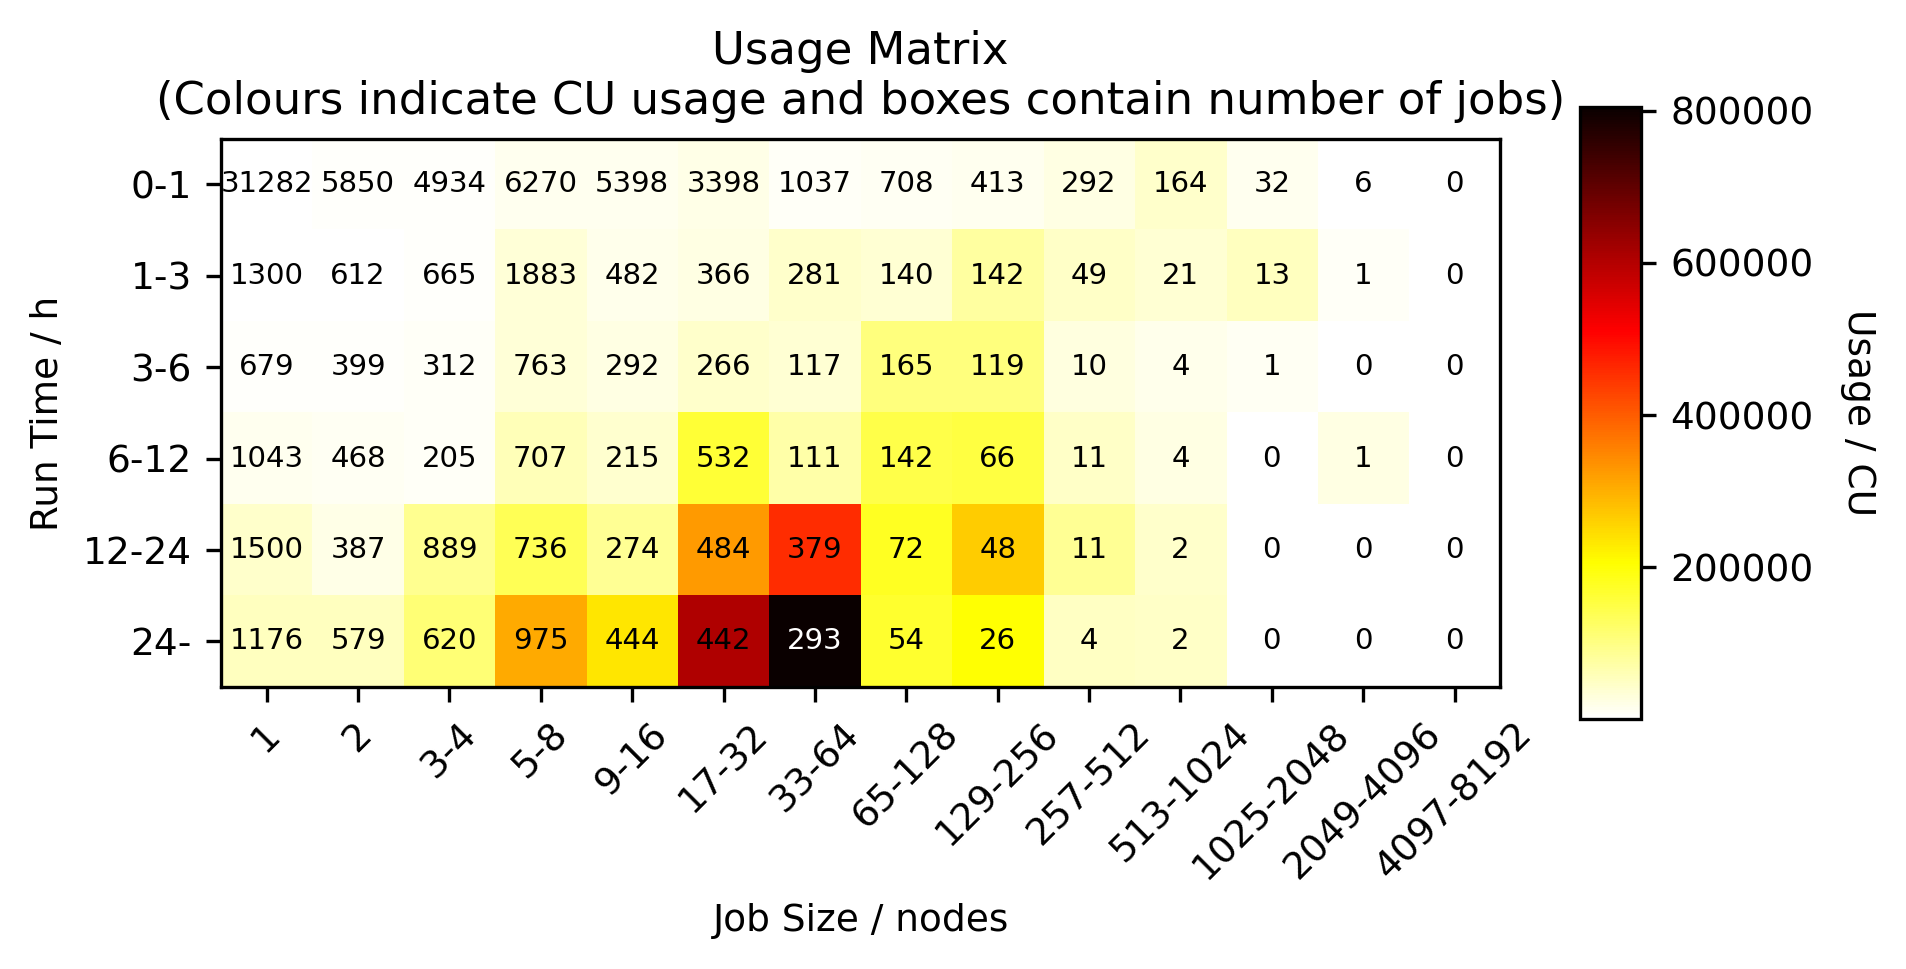 Usage Matrix
(Colours indicate CU usage and boxes contain number of jobs)
0-1 31282 5850 4934 6270 5398 3398 1037 708 413 292 164 32 6 0
1-3 1300 612 665 1883 482 366 281 140 142 49 21 13 1 0
3-6 679 399 312 763 292 266 117 165 119 10 4 1 0 0
6-12 1043 468 205 707 215 532 111 142 66 11 4 0 1 0
12-24 1500 387 889 736 274 484 379 72 48 11 2 0 0 0
24- 1176 579 620 975 444 442 293 54 26 4 2 0 0 0
Run Time / h
1 2 3-4 5-8 9-16 17-32 33-64 65-128 129-256 257-512 513-1024 1025-2048 2049-4096 4097-8192
Job Size / nodes
800000
600000
400000
200000
Usage / CU